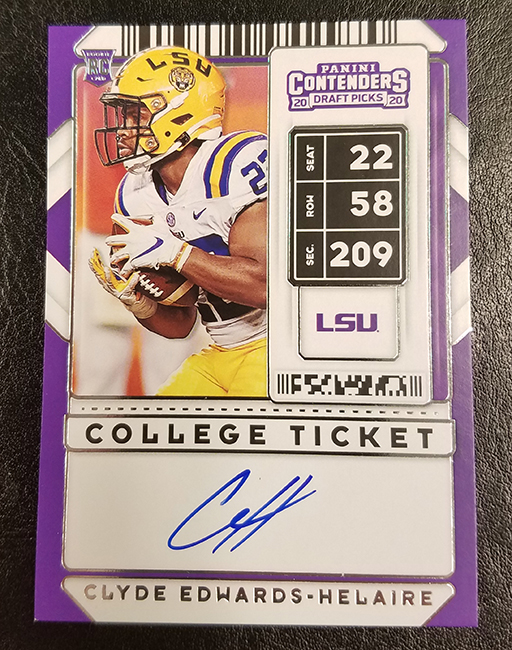 RC
LSU
22
PANINI
CONTENDERS
20 DRAFT PICKS 20
SEAT 22
ROW 58
SEC. 209
LSU
COLLEGE TICKET
CLYDE EDWARDS-HELAIRE